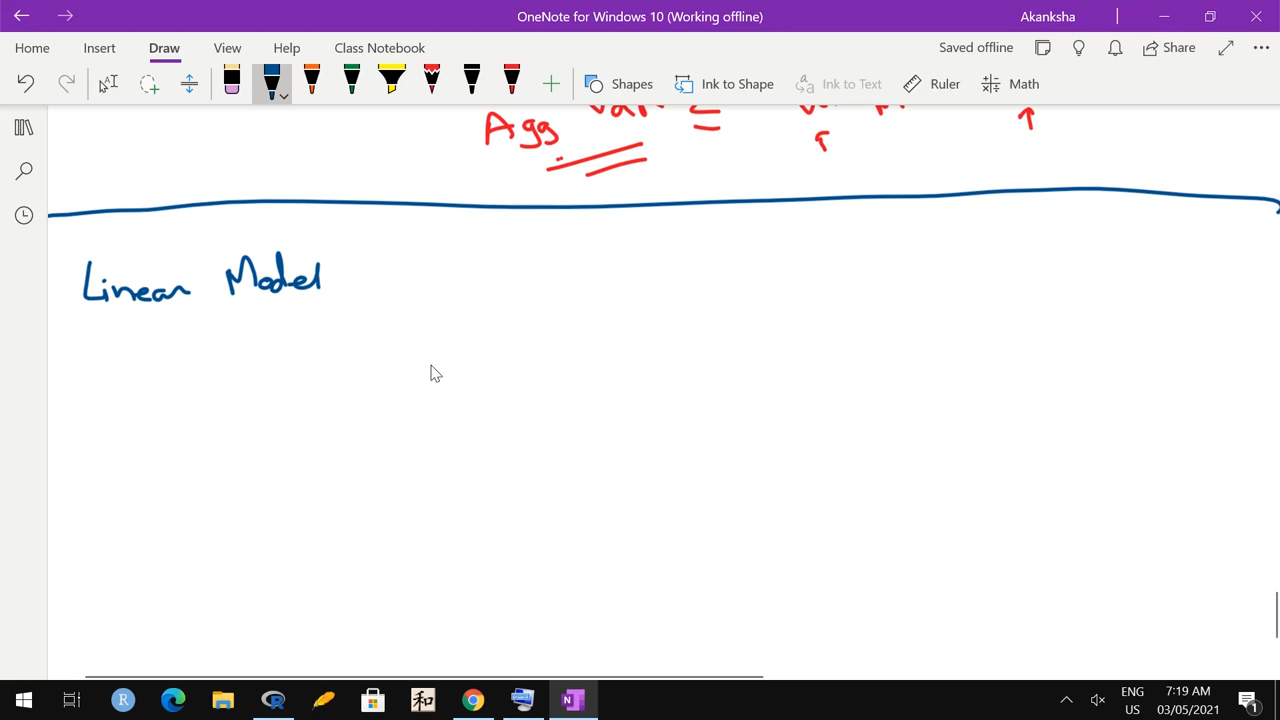 OneNote for Windows 10 (Working offline)
Akanksha
Home Insert Draw View Help Class Notebook
Saved offline Share
Shapes Ink to Shape Ink to Text Ruler Math
Agg
Linear Model
ENG 7:19 AM
US 03/05/2021
1